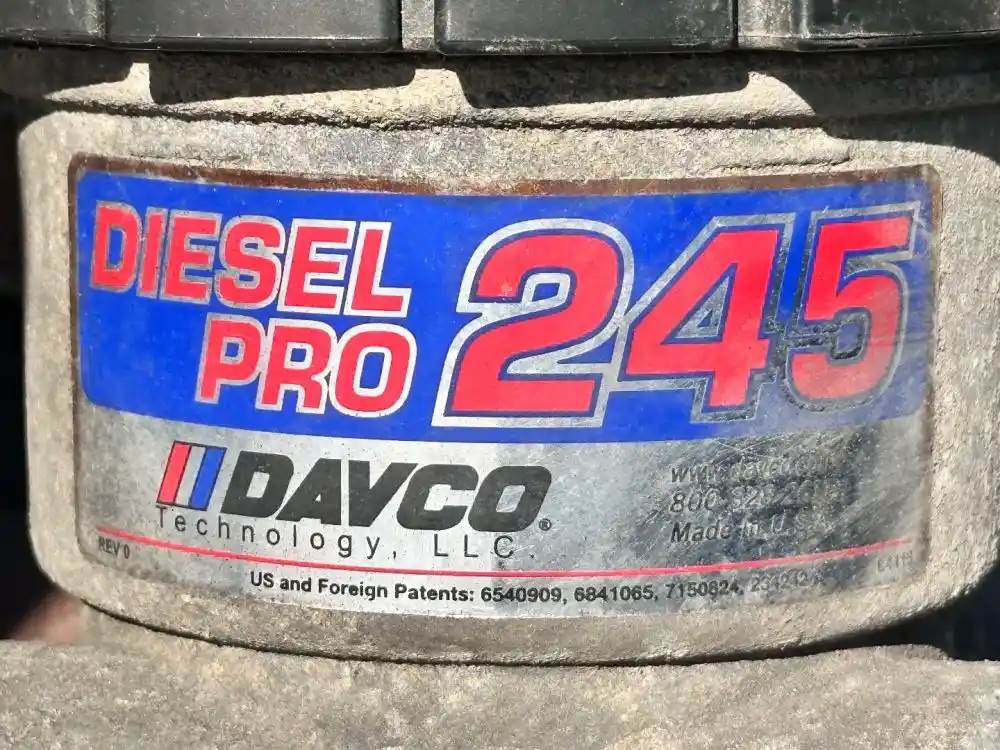 DIESEL
PRO
245
DAVCO®
Technology, LLC.
Made in U.S.A.
REV 0
US and Foreign Patents: 6540909, 6841065, 7150824,